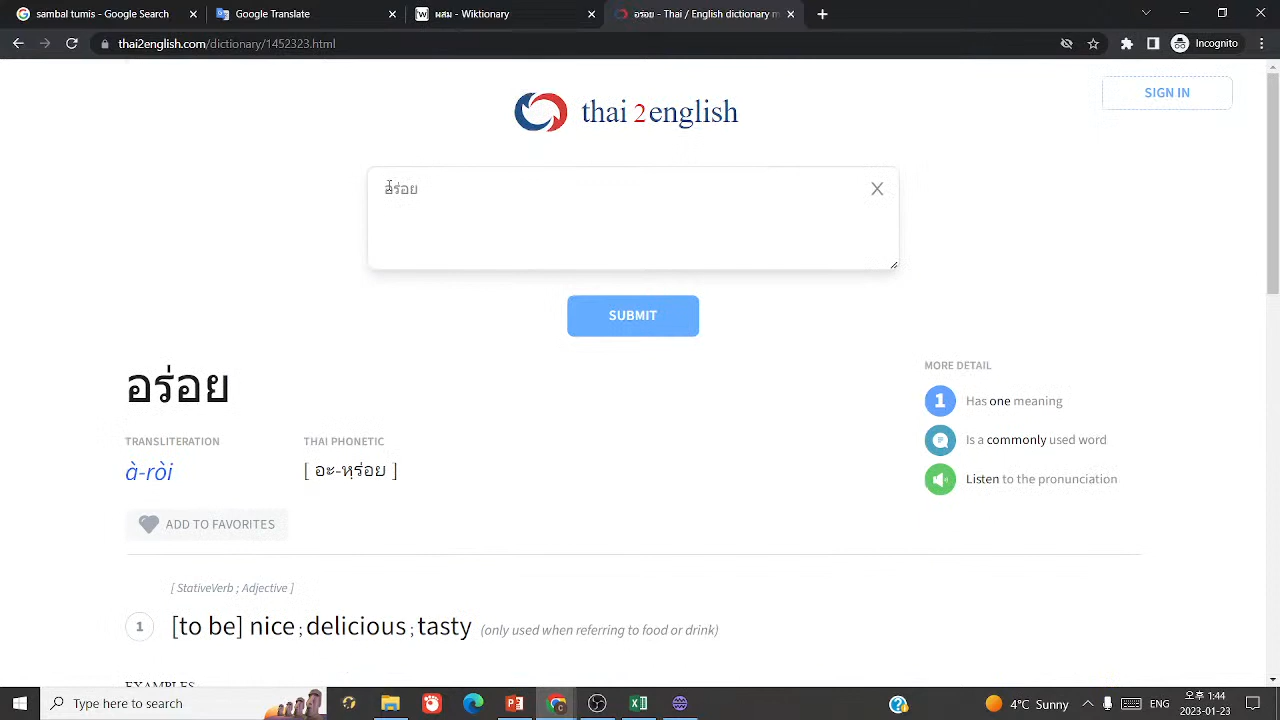 Sambal tumis - Google Search
Google Translate
ผสม - Wiktionary
อร่อย - Thai / English dictionary m
thai2english.com/dictionary/1452323.html
Incognito
SIGN IN
thai 2 english
อร่อย
X
SUBMIT
อร่อย
MORE DETAIL
1 Has one meaning
Is a commonly used word
Listen to the pronunciation
TRANSLITERATION
THAI PHONETIC
à-ròi
[ อะ-หฺร่อย ]
ADD TO FAVORITES
[ StativeVerb ; Adjective ]
1 [to be] nice ; delicious ; tasty (only used when referring to food or drink)
EXAMPLES
Type here to search
7°C Sunny
오후 1:44
2023-01-23